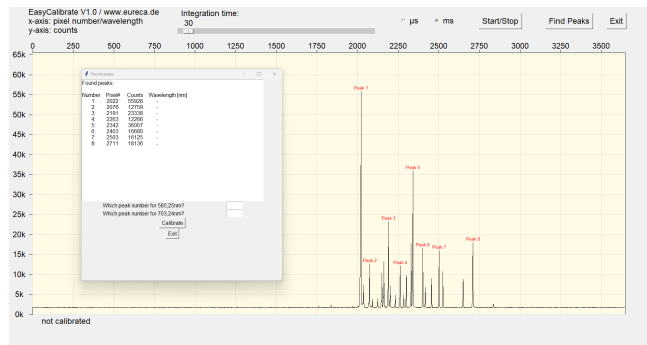 EasyCalibrate V1.0 / www.eureca.de
x-axis: pixel number/wavelength
y-axis: counts
Integration time:
30
µs
ms
Start/Stop
Find Peaks
Exit
0 250 500 750 1000 1250 1500 1750 2000 2250 2500 2750 3000 3250 3500
65k
60k
55k
50k
45k
40k
35k
30k
25k
20k
15k
10k
5k
0k
Found peaks
Found peaks:
Number Pixel# Counts Wavelength [nm]
1: 2022 55928 -
2: 2076 12759 -
3: 2191 23338 -
4: 2263 12266 -
5: 2342 36007 -
6: 2403 16680 -
7: 2503 16125 -
8: 2711 18136 -
Which peak number for 585,25nm?
Which peak number for 703,24nm?
Calibrate
Exit
Peak 1
Peak 5
Peak 3
Peak 6
Peak 7
Peak 8
Peak 2
Peak 4
not calibrated